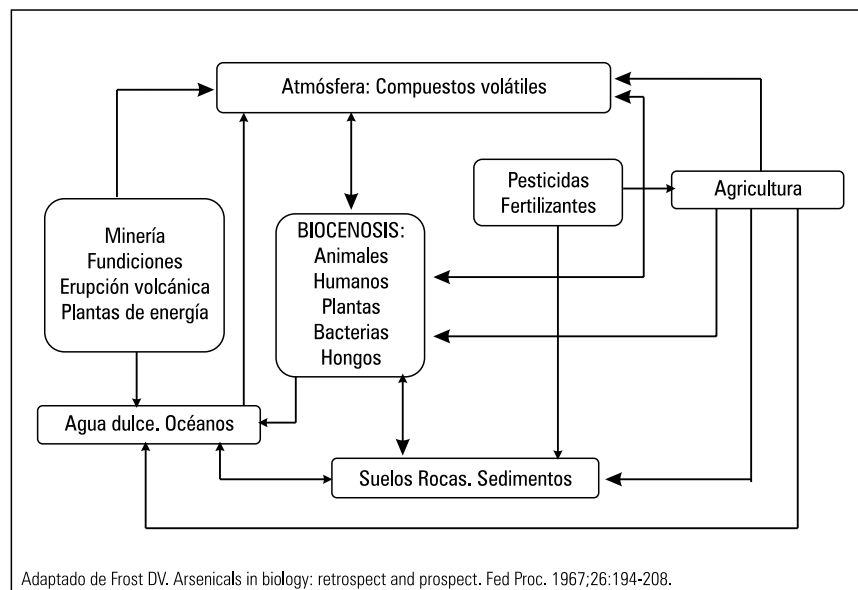 Atmósfera: Compuestos volátiles
Pesticidas
Fertilizantes
Agricultura
Minería
Fundiciones
Erupción volcánica
Plantas de energía
BIOCENOSIS:
Animales
Humanos
Plantas
Bacterias
Hongos
Agua dulce. Océanos
Suelos Rocas. Sedimentos
Adaptado de Frost DV. Arsenicals in biology: retrospect and prospect. Fed Proc. 1967;26:194-208.